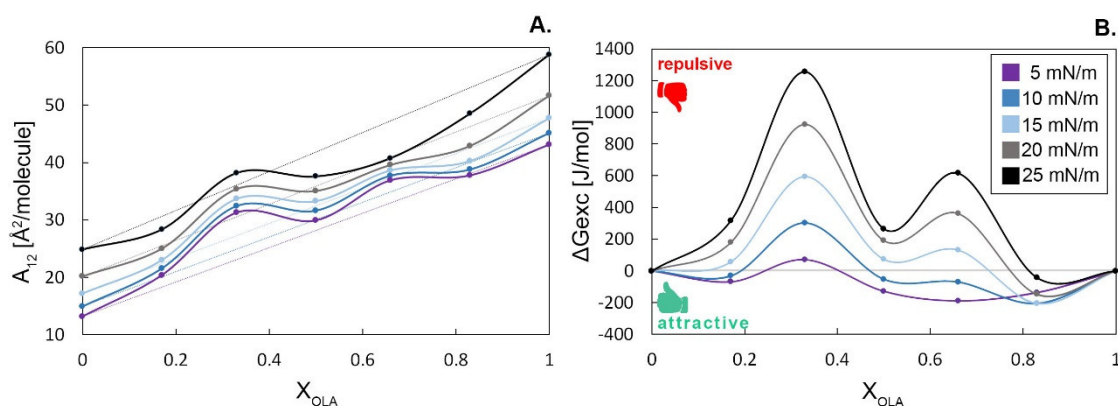 A.
60
50
40
30
20
10
A₁₂ [Å²/molecule]
0
0.2
0.4
0.6
0.8
1
X_OLA
B.
1400
1200
1000
800
600
400
200
0
-200
-400
ΔGexc [J/mol]
repulsive
attractive
5 mN/m
10 mN/m
15 mN/m
20 mN/m
25 mN/m
0
0.2
0.4
0.6
0.8
1
X_OLA